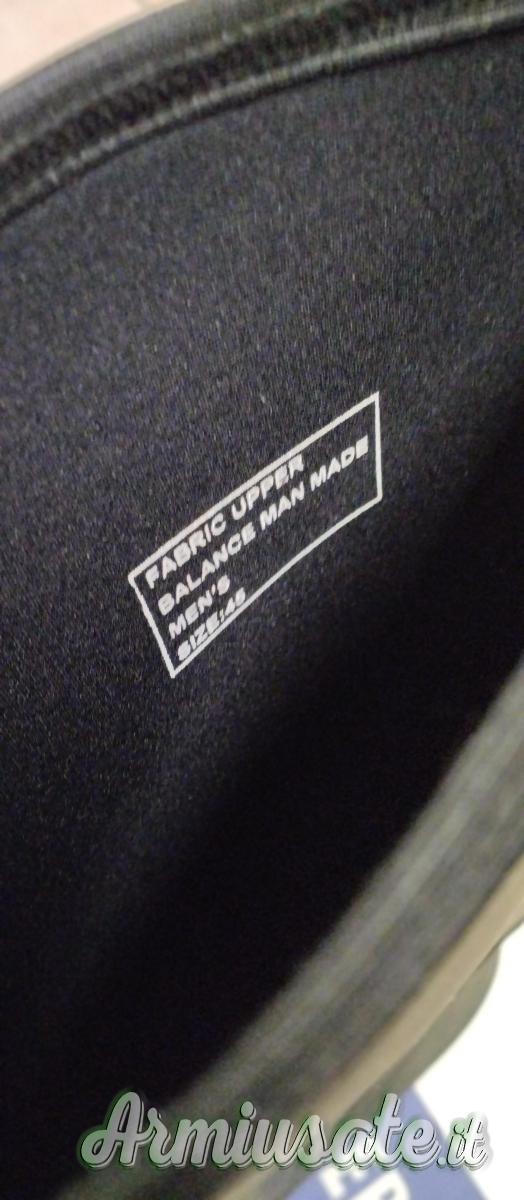 FABRIC UPPER
BALANCE MAN MADE
MEN'S
SIZE:45
Armiusate.it